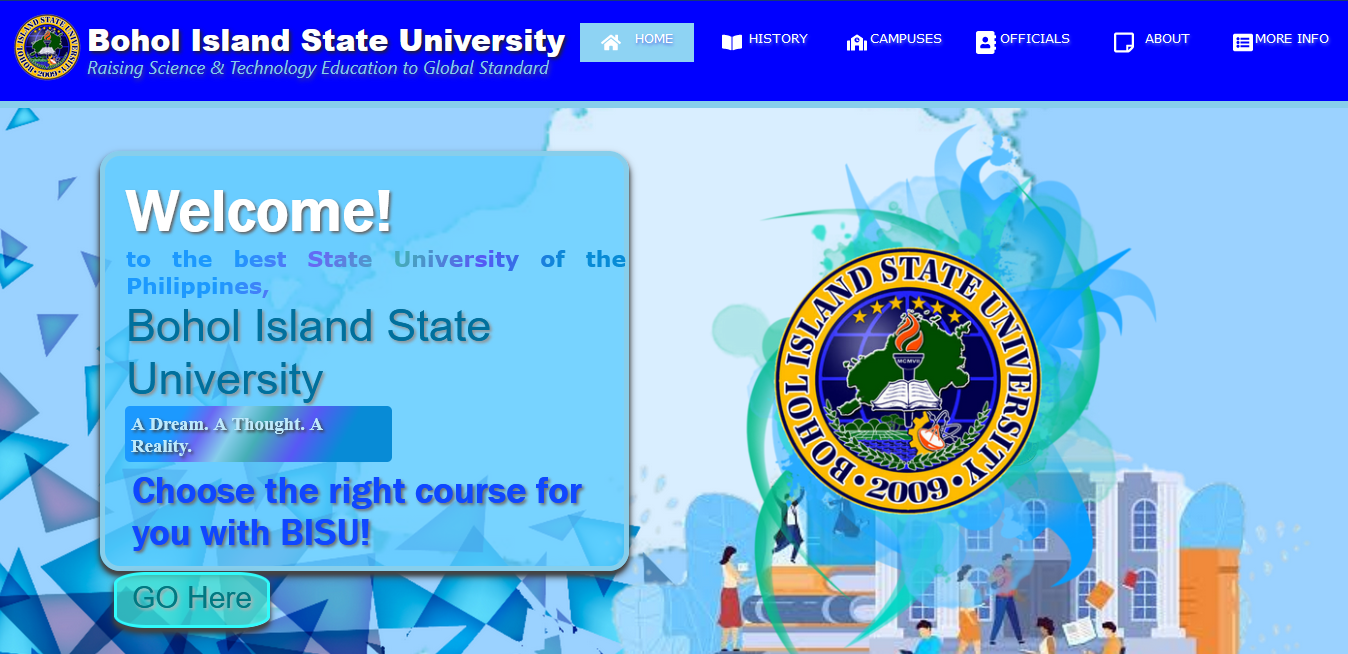 Bohol Island State University
Raising Science & Technology Education to Global Standard
HOME
HISTORY
CAMPUSES
OFFICIALS
ABOUT
MORE INFO
Welcome!
to the best State University of the
Philippines,
Bohol Island State
University
A Dream. A Thought. A
Reality.
Choose the right course for
you with BISU!
GO Here
BOHOL ISLAND STATE UNIVERSITY
MCMVII
2009
BOHOL ISLAND STATE UNIVERSITY
2009